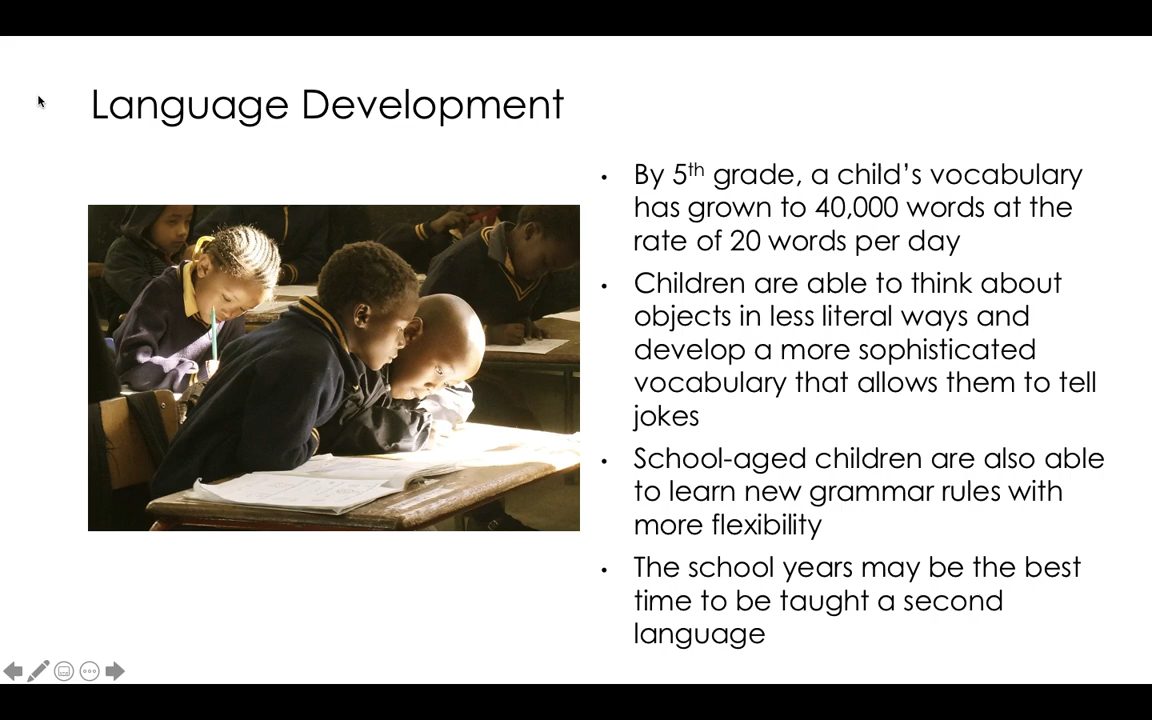 Language Development
• By 5th grade, a child’s vocabulary
has grown to 40,000 words at the
rate of 20 words per day
• Children are able to think about
objects in less literal ways and
develop a more sophisticated
vocabulary that allows them to tell
jokes
• School-aged children are also able
to learn new grammar rules with
more flexibility
• The school years may be the best
time to be taught a second
language